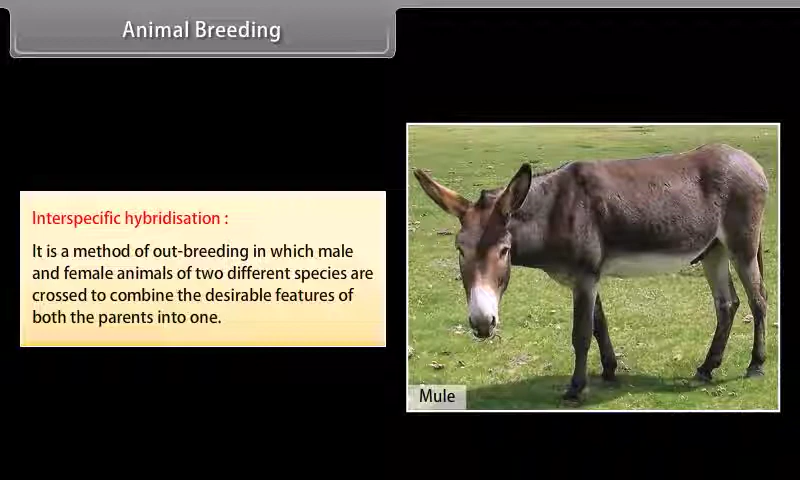 Animal Breeding
Interspecific hybridisation :
It is a method of out-breeding in which male
and female animals of two different species are
crossed to combine the desirable features of
both the parents into one.
Mule